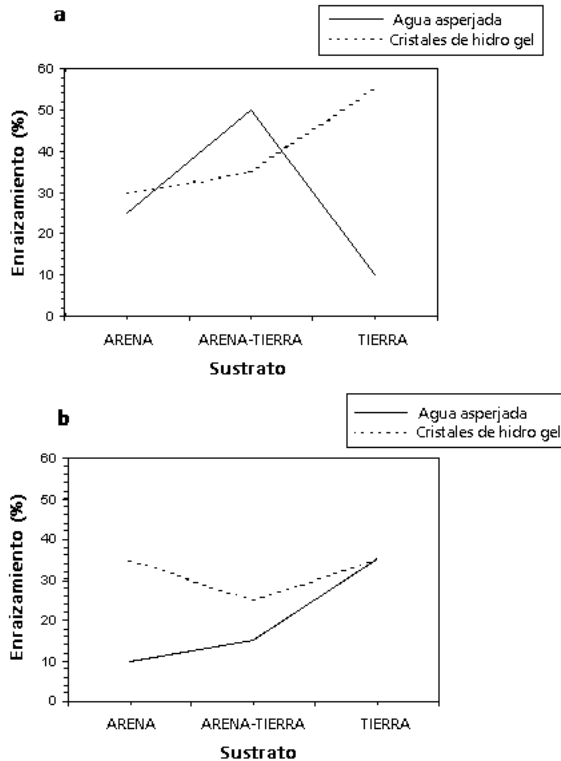 a
Agua asperjada
Cristales de hidro gel
60
50
40
30
20
10
0
Enraizamiento (%)
ARENA ARENA-TIERRA TIERRA
Sustrato
b
Agua asperjada
Cristales de hidro gel
60
50
40
30
20
10
0
Enraizamiento (%)
ARENA ARENA-TIERRA TIERRA
Sustrato